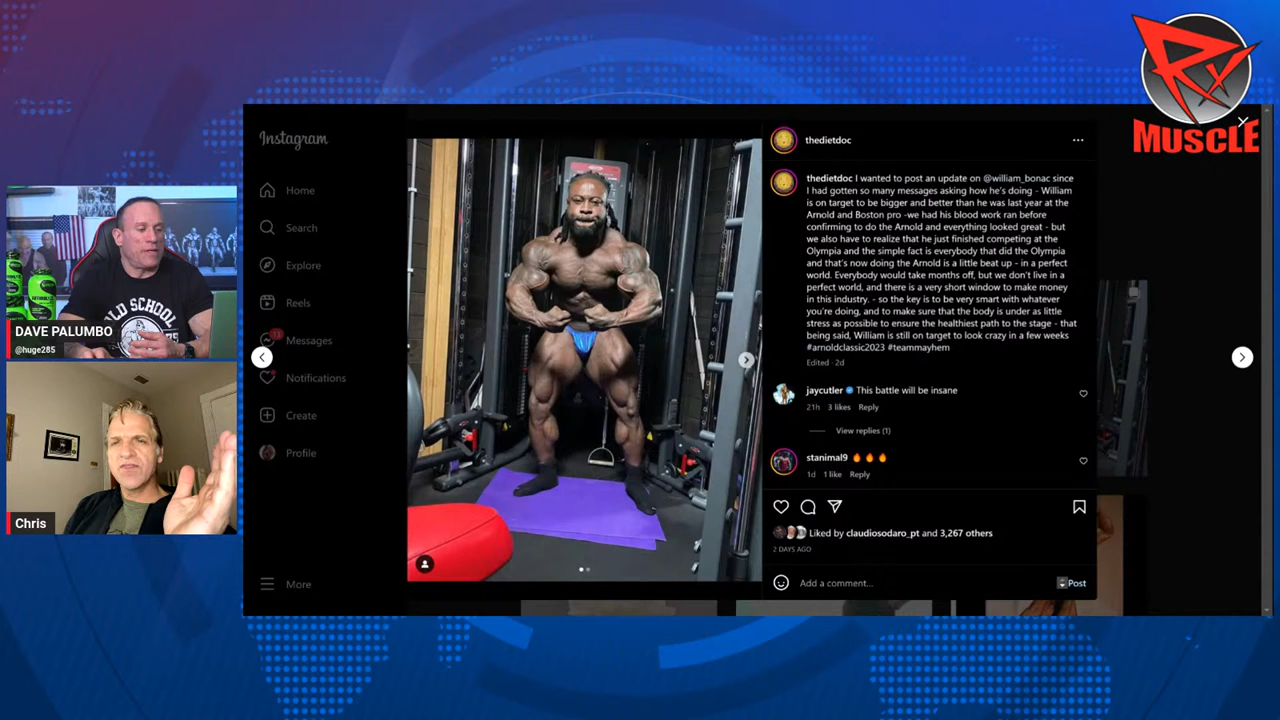 Rx
MUSCLE
Instagram
Home
Search
Explore
Reels
13
Messages
Notifications
Create
Profile
More
OLD SCHOOL
DAVE PALUMBO
@huge285
Chris
thedietdoc
thedietdoc I wanted to post an update on @william_bonac since
I had gotten so many messages asking how he's doing - William
is on target to be bigger and better than he was last year at the
Arnold and Boston pro -we had his blood work ran before
confirming to do the Arnold and everything looked great - but
we also have to realize that he just finished competing at the
Olympia and the simple fact is everybody that did the Olympia
and that's now doing the Arnold is a little beat up - in a perfect
world. Everybody would take months off, but we don't live in a
perfect world, and there is a very short window to make money
in this industry. - so the key is to be very smart with whatever
you're doing, and to make sure that the body is under as little
stress as possible to ensure the healthiest path to the stage - that
being said, William is still on target to look crazy in a few weeks
#arnoldclassic2023 #teammayhem
Edited · 2d
jaycutler This battle will be insane
21h 3 likes Reply
View replies (1)
stanimal9 🔥🔥🔥
1d 1 like Reply
Liked by claudiosodaro_pt and 3,267 others
2 DAYS AGO
Add a comment...
Post